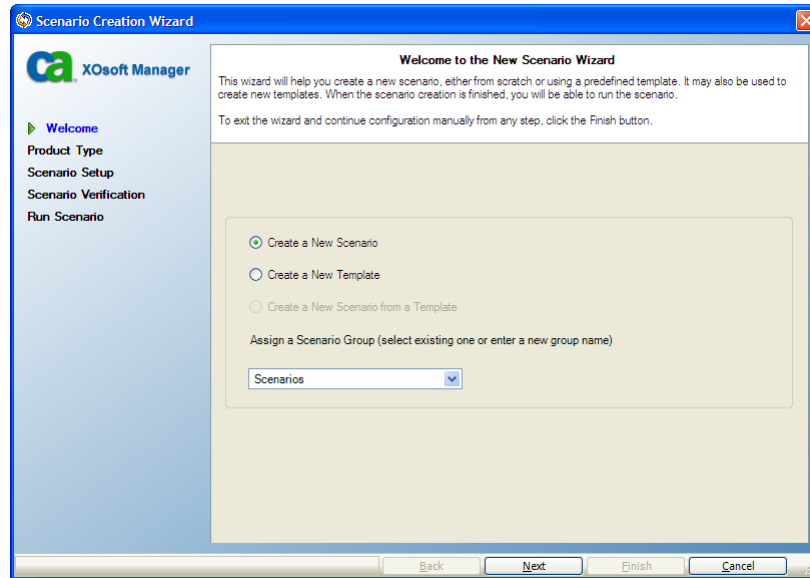 Scenario Creation Wizard
ca XOsoft Manager
Welcome
Product Type
Scenario Setup
Scenario Verification
Run Scenario
Welcome to the New Scenario Wizard
This wizard will help you create a new scenario, either from scratch or using a predefined template. It may also be used to
create new templates. When the scenario creation is finished, you will be able to run the scenario.
To exit the wizard and continue configuration manually from any step, click the Finish button.
Create a New Scenario
Create a New Template
Create a New Scenario from a Template
Assign a Scenario Group (select existing one or enter a new group name)
Scenarios
Back Next Finish Cancel